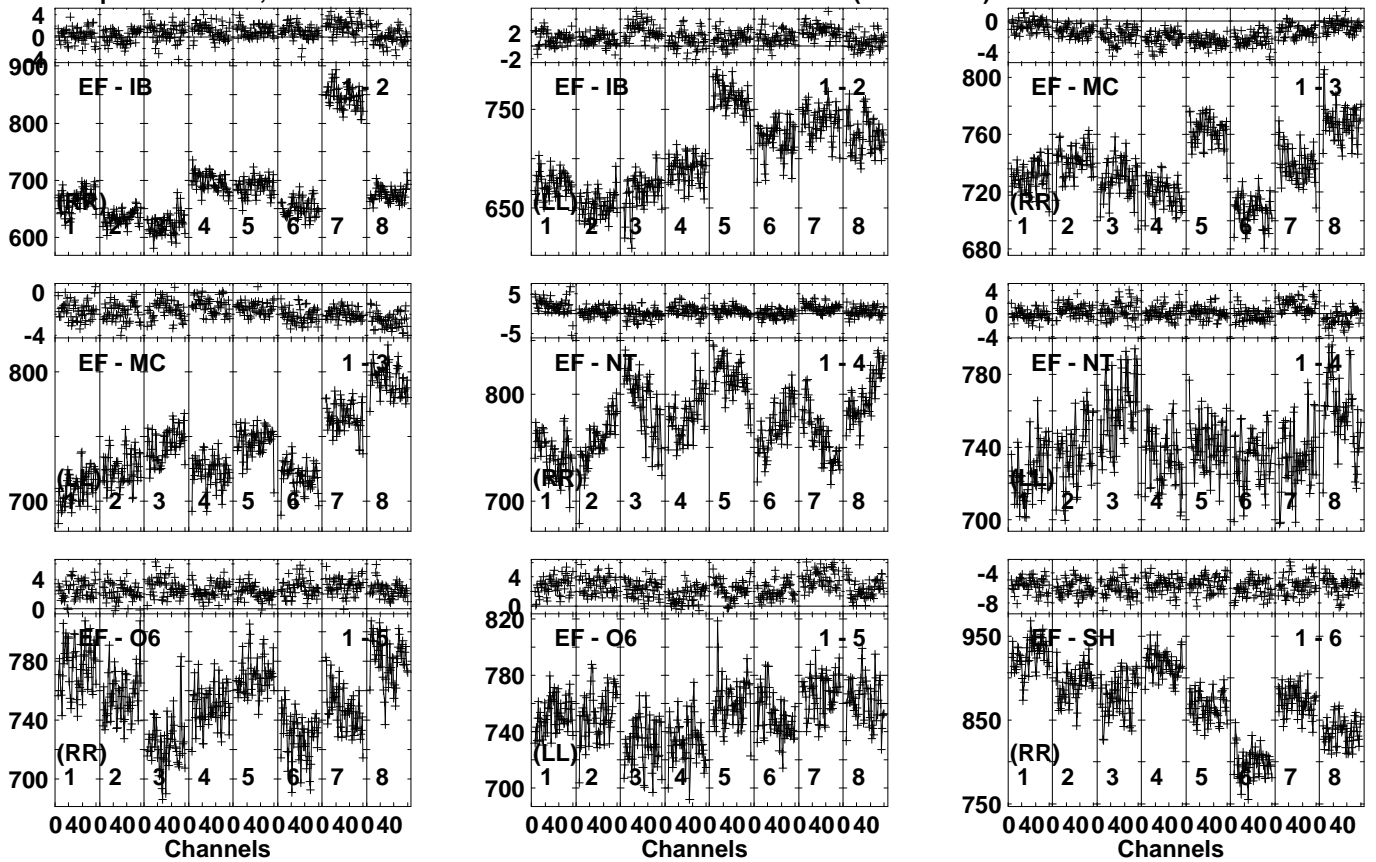 4 0 4
900 800 700 600
EF - IB 1 - 2
(RR)
1 2 3 4 5 6 7 8
2 -2
750 650
EF - IB 1 - 2
(LL)
1 2 3 4 5 6 7 8
0 -4
800 760 720 680
EF - MC 1 - 3
(RR)
1 2 3 4 5 6 7 8
0 -4
800 700
EF - MC 1 - 3
(LL)
1 2 3 4 5 6 7 8
5 -5
800 700
EF - NT 1 - 4
(RR)
1 2 3 4 5 6 7 8
4 0 -4
780 740 700
EF - NT 1 - 4
(LL)
1 2 3 4 5 6 7 8
4 0
780 740 700
EF - O6 1 - 5
(RR)
1 2 3 4 5 6 7 8
0 40 0 40 0 40 0 40 0 40 0 40 0 40 0 40
Channels
4 0
820 780 740 700
EF - O6 1 - 5
(LL)
1 2 3 4 5 6 7 8
0 40 0 40 0 40 0 40 0 40 0 40 0 40 0 40
Channels
-4 -8
950 850 750
EF - SH 1 - 6
(RR)
1 2 3 4 5 6 7 8
0 40 0 40 0 40 0 40 0 40 0 40 0 40 0 40
Channels